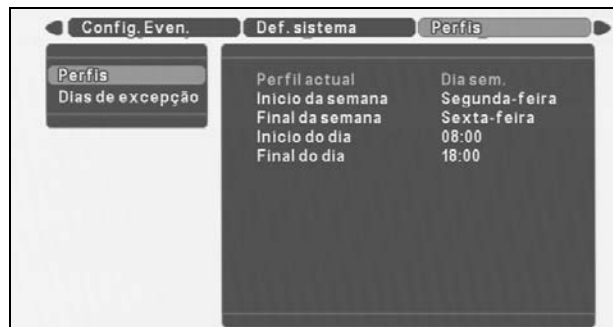 Config. Even. Def. sistema Perfis
Perfis
Dias de excepção
Perfil actual Dia sem.
Inicio da semana Segunda-feira
Final da semana Sexta-feira
Inicio do dia 08:00
Final do dia 18:00